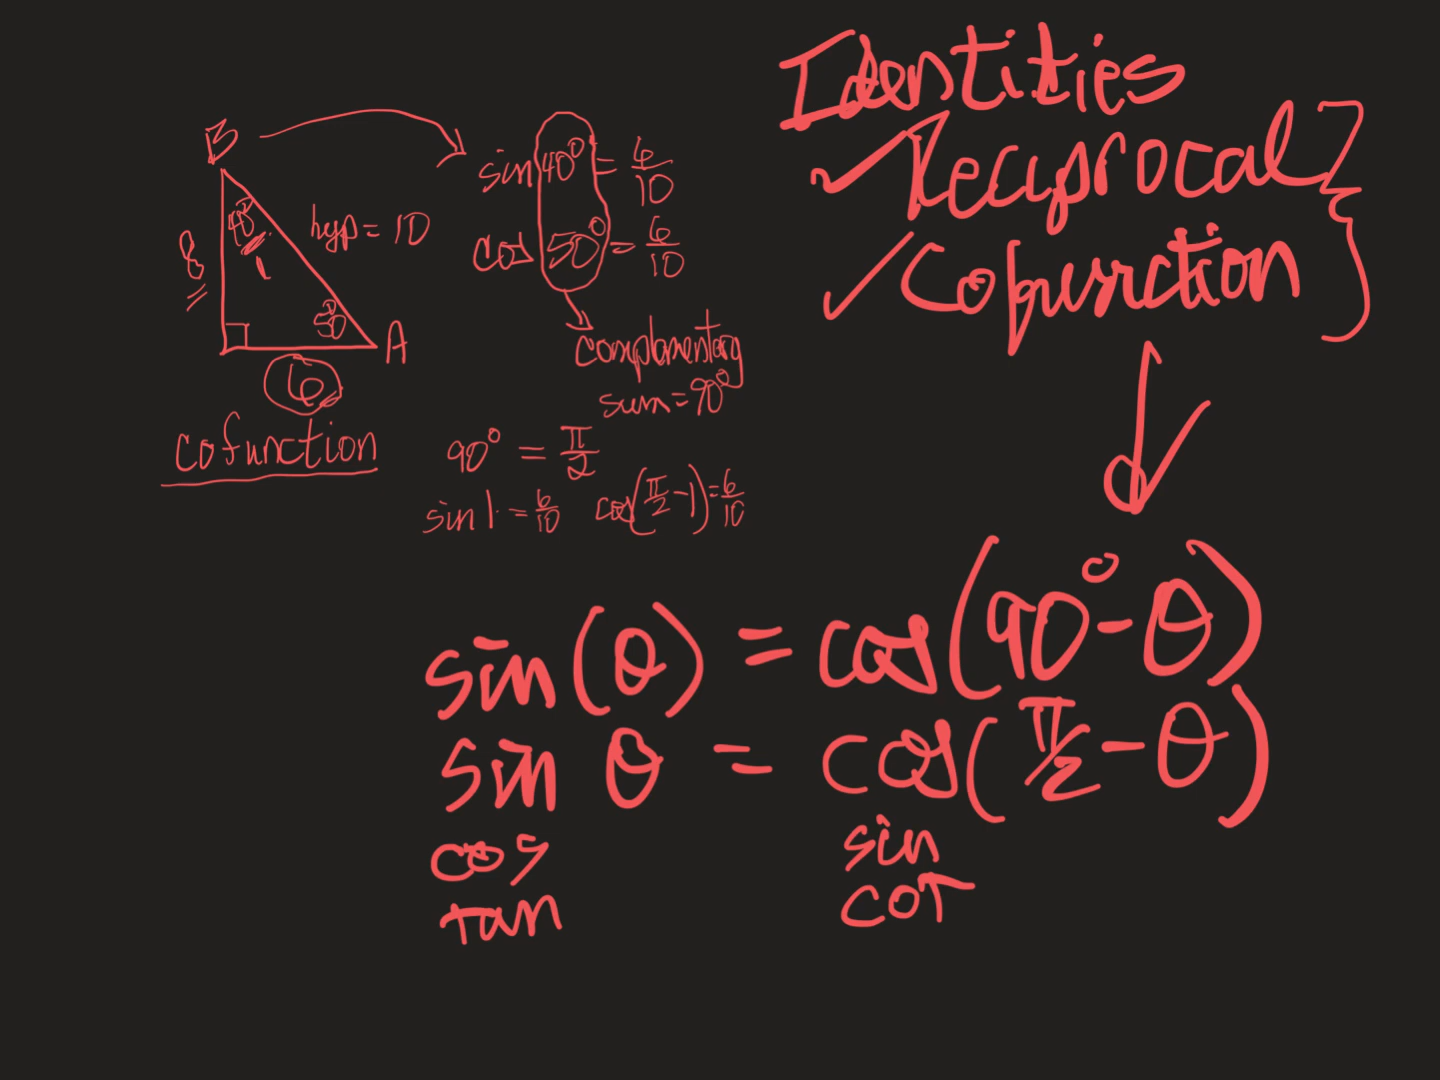 Identities
Reciprocal
Cofunction
B
40°
1
hyp = 10
8
50°
A
6
cofunction
sin 40° = 6/10
cos 50° = 6/10
complementary
sum = 90°
90° = π/2
sin 1 = 6/10 cos(π/2 - 1) = 6/10
sin(θ) = cos(90° - θ)
sin θ = cos(π/2 - θ)
cos sin
tan cot